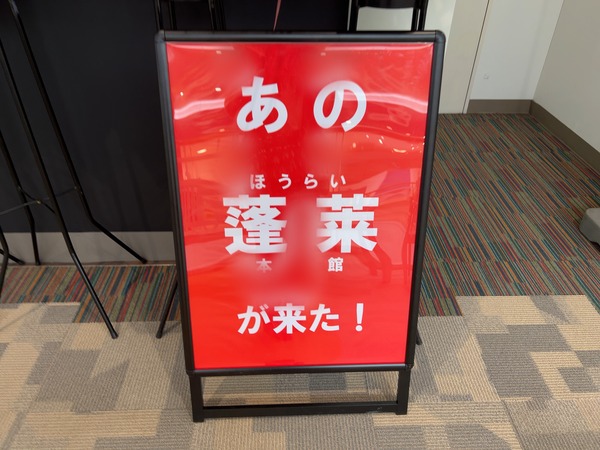 あの
ほうらい
蓬莱
本館
が来た！